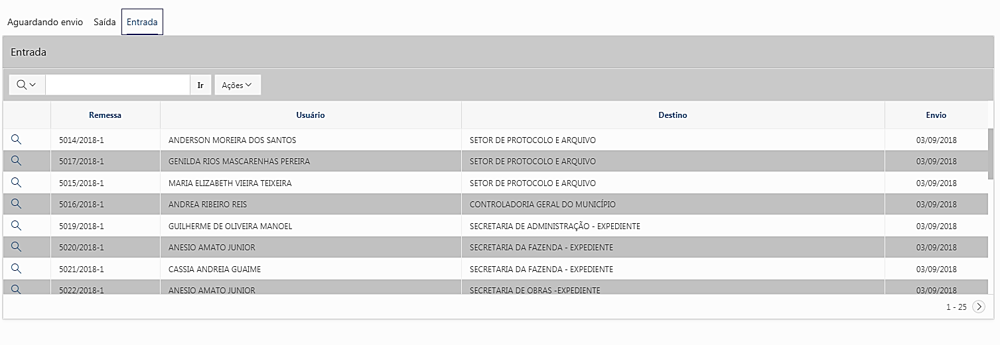 Aguardando envio Saída Entrada
Entrada
Ir Ações
Remessa Usuário Destino Envio
5014/2018-1 ANDERSON MOREIRA DOS SANTOS SETOR DE PROTOCOLO E ARQUIVO 03/09/2018
5017/2018-1 GENILDA RIOS MASCARENHAS PEREIRA SETOR DE PROTOCOLO E ARQUIVO 03/09/2018
5015/2018-1 MARIA ELIZABETH VIEIRA TEIXEIRA SETOR DE PROTOCOLO E ARQUIVO 03/09/2018
5016/2018-1 ANDREA RIBEIRO REIS CONTROLADORIA GERAL DO MUNICÍPIO 03/09/2018
5019/2018-1 GUILHERME DE OLIVEIRA MANOEL SECRETARIA DE ADMINISTRAÇÃO - EXPEDIENTE 03/09/2018
5020/2018-1 ANESIO AMATO JUNIOR SECRETARIA DA FAZENDA - EXPEDIENTE 03/09/2018
5021/2018-1 CASSIA ANDREIA GUAIME SECRETARIA DA FAZENDA - EXPEDIENTE 03/09/2018
5022/2018-1 ANESIO AMATO JUNIOR SECRETARIA DE OBRAS -EXPEDIENTE 03/09/2018
1 - 25